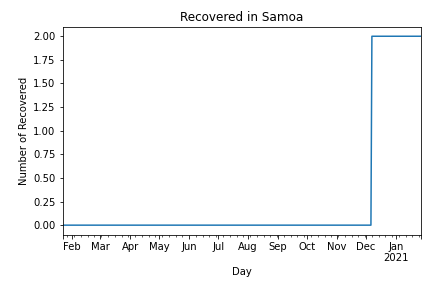 Recovered in Samoa
Number of Recovered
2.00
1.75
1.50
1.25
1.00
0.75
0.50
0.25
0.00
Feb Mar Apr May Jun Jul Aug Sep Oct Nov Dec Jan
2021
Day